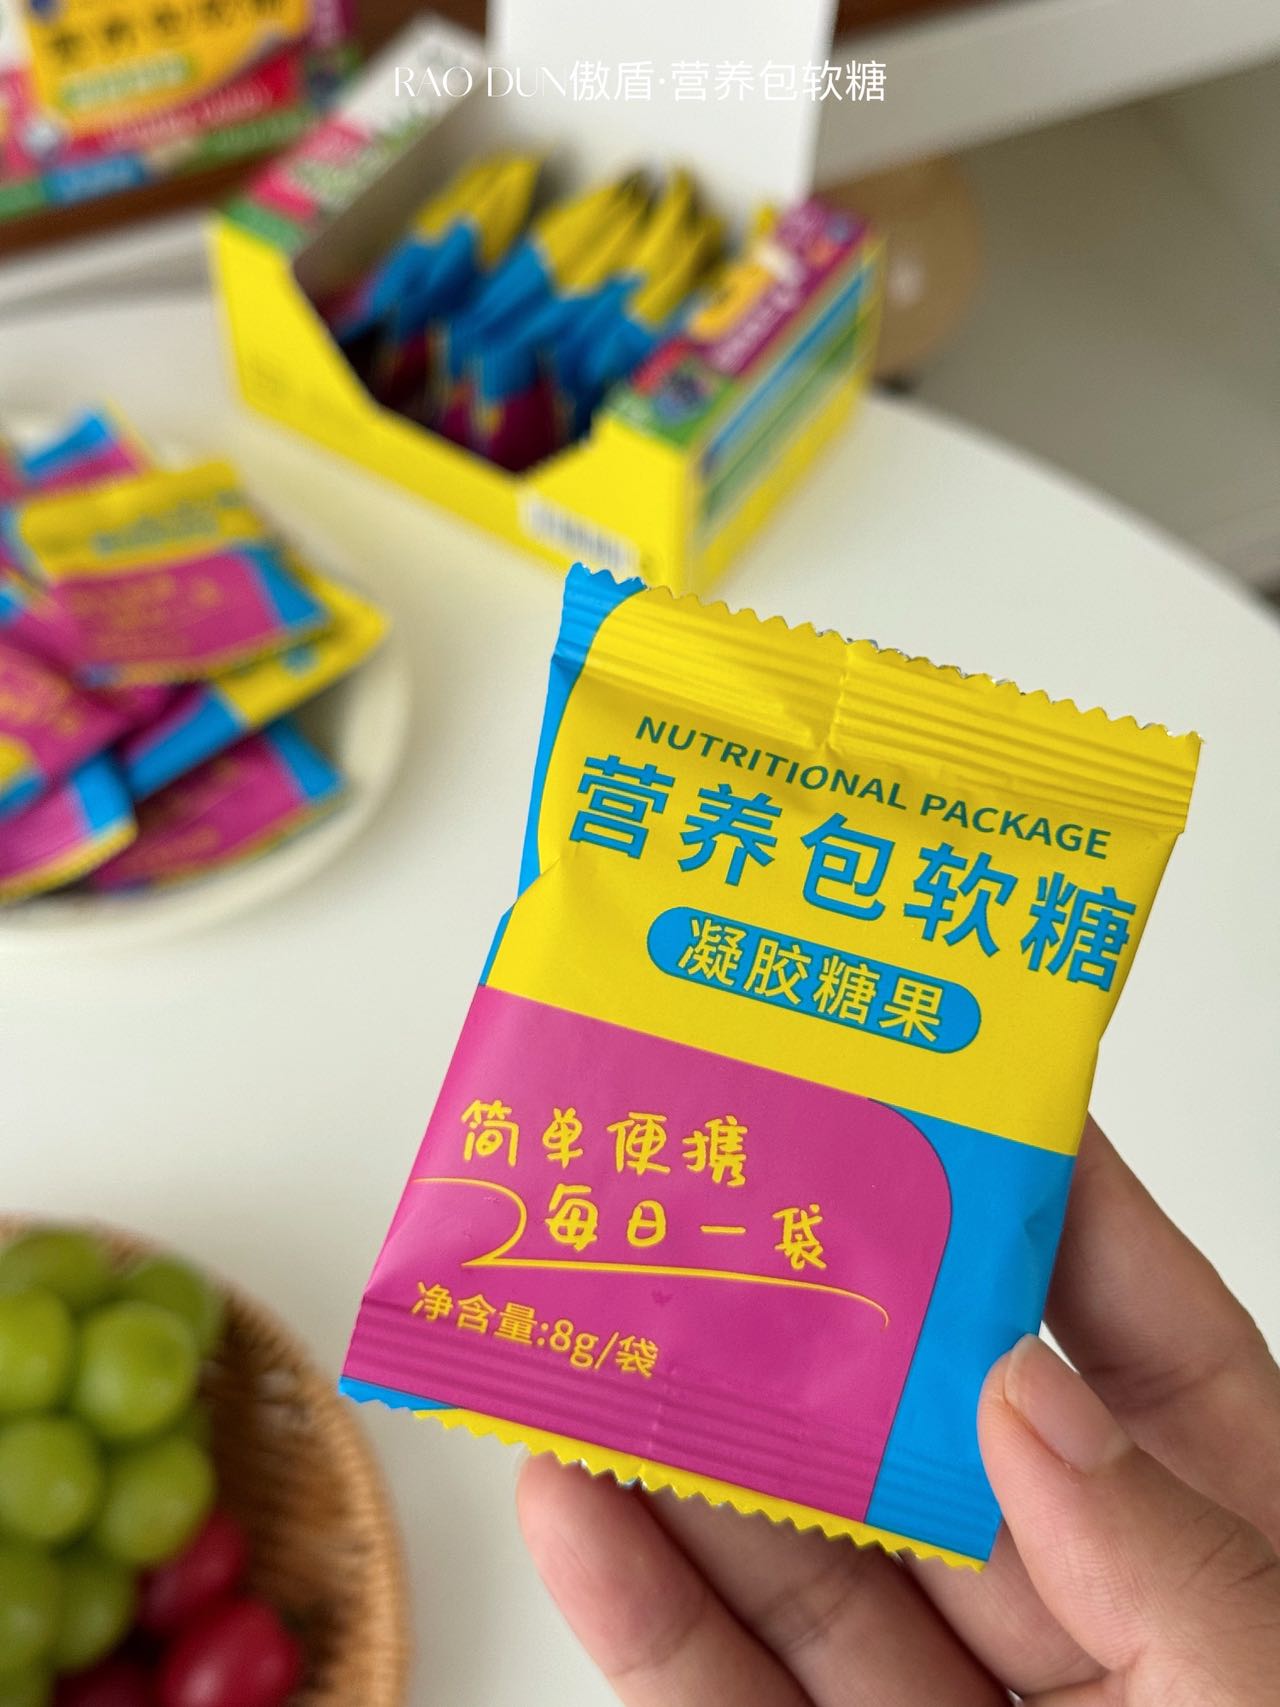 RAO DUN傲盾·营养包软糖
NUTRITIONAL PACKAGE
营养包软糖
凝胶糖果
简单便携
每日一袋
净含量:8g/袋